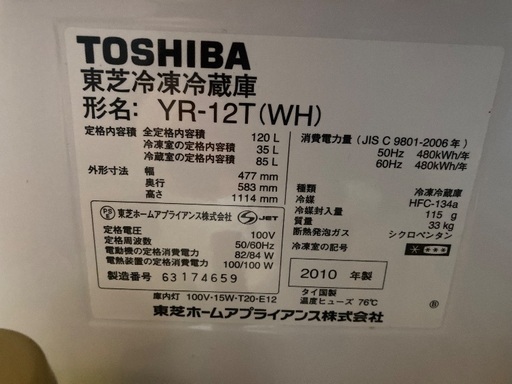 TOSHIBA
東芝冷凍冷蔵庫
形名: YR-12T(WH)
定格内容積 全定格内容積 120 L
冷凍室の定格内容積 35 L
冷蔵室の定格内容積 85 L
外形寸法 幅 477 mm
奥行 583 mm
高さ 1114 mm
消費電力量 (JIS C 9801-2006 年)
50Hz 480kWh/年
60Hz 480kWh/年
種類 冷凍冷蔵庫
冷媒 HFC-134a
冷媒封入量 115 g
質量 33 kg
断熱発泡ガス シクロペンタン
冷凍室の記号 ****
PSE 東芝ホームアプライアンス株式会社 JET
定格電圧 100V
定格周波数 50/60Hz
電動機の定格消費電力 82/84 W
電熱装置の定格消費電力 100/100 W
製造番号 63174659
2010 年製
タイ国製
温度ヒューズ 76℃
庫内灯 100V-15W-T20-E12
東芝ホームアプライアンス株式会社